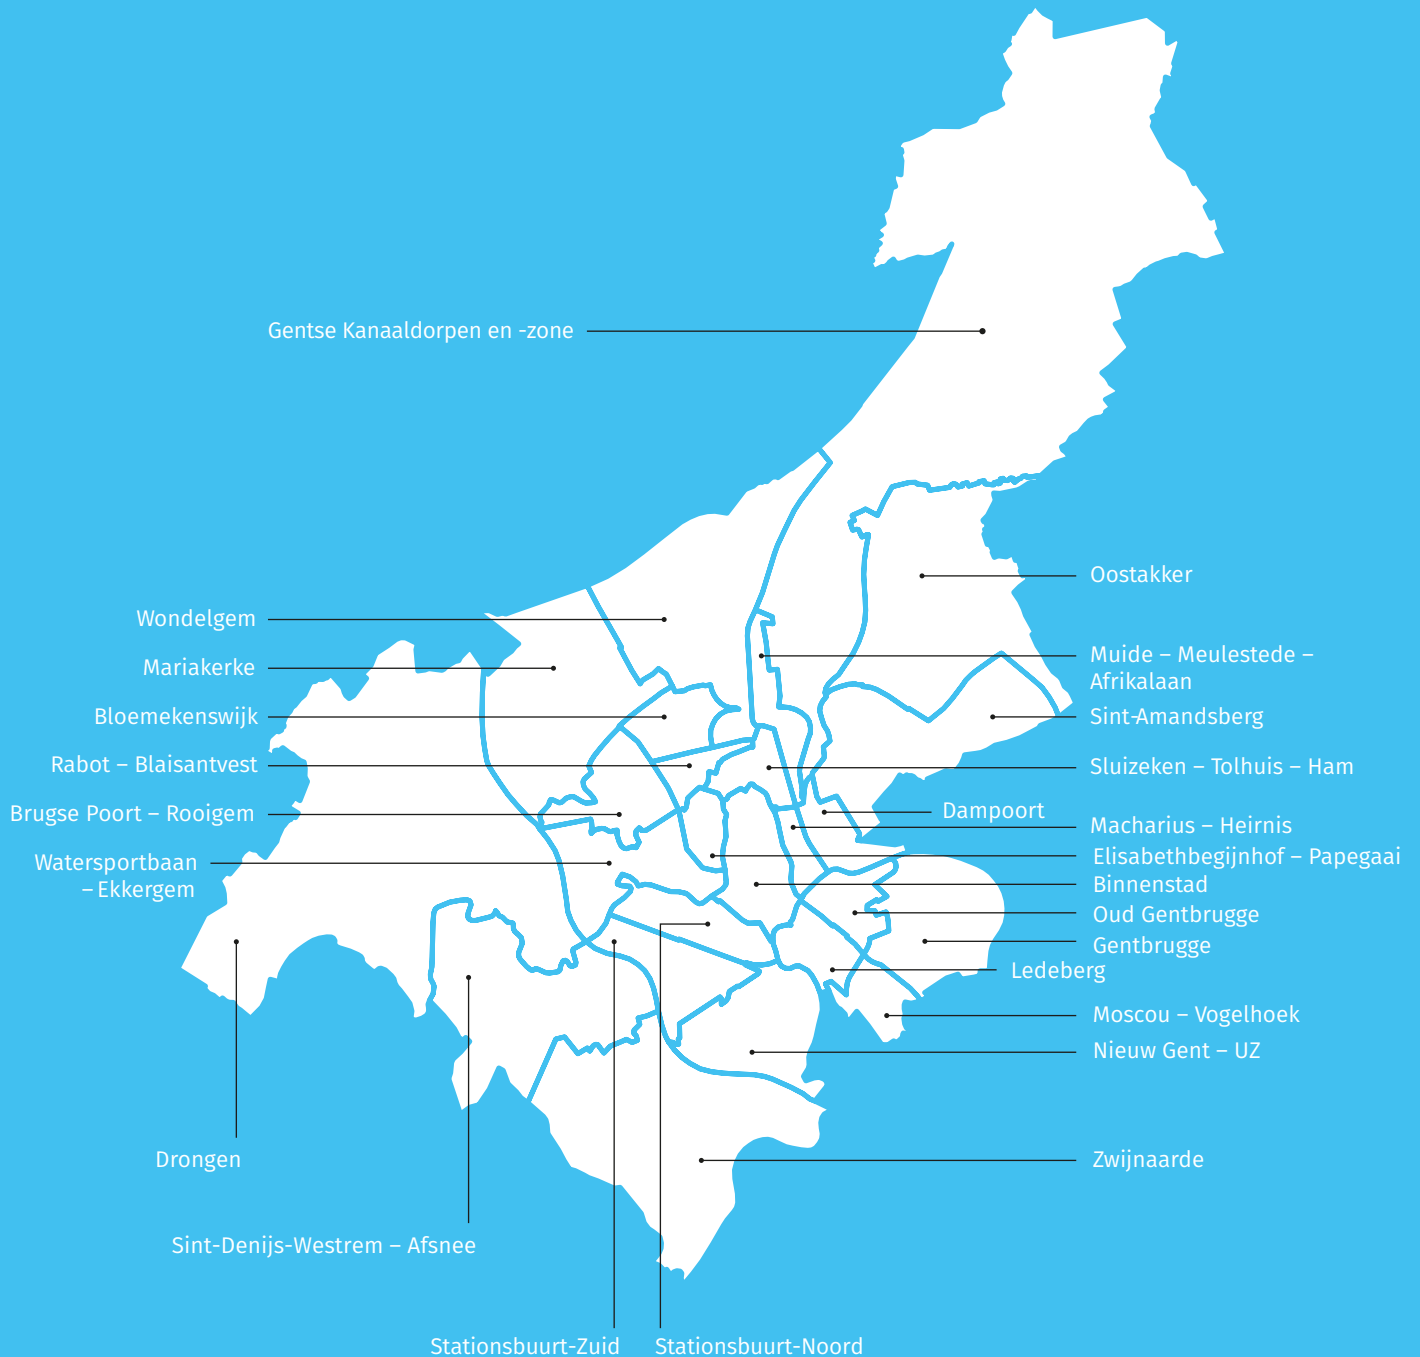 Gentse Kanaaldorpen en -zone
Oostakker
Wondelgem
Muide – Meulestede –
Afrikalaan
Mariakerke
Bloemekenswijk
Sint-Amandsberg
Rabot – Blaisantvest
Sluizeken – Tolhuis – Ham
Brugse Poort – Rooigem
Dampoort
Macharius – Heirnis
Watersportbaan
– Ekkergem
Elisabethbegijnhof – Papegaai
Binnenstad
Oud Gentbrugge
Gentbrugge
Ledeberg
Moscou – Vogelhoek
Nieuw Gent – UZ
Drongen
Zwijnaarde
Sint-Denijs-Westrem – Afsnee
Stationsbuurt-Zuid
Stationsbuurt-Noord